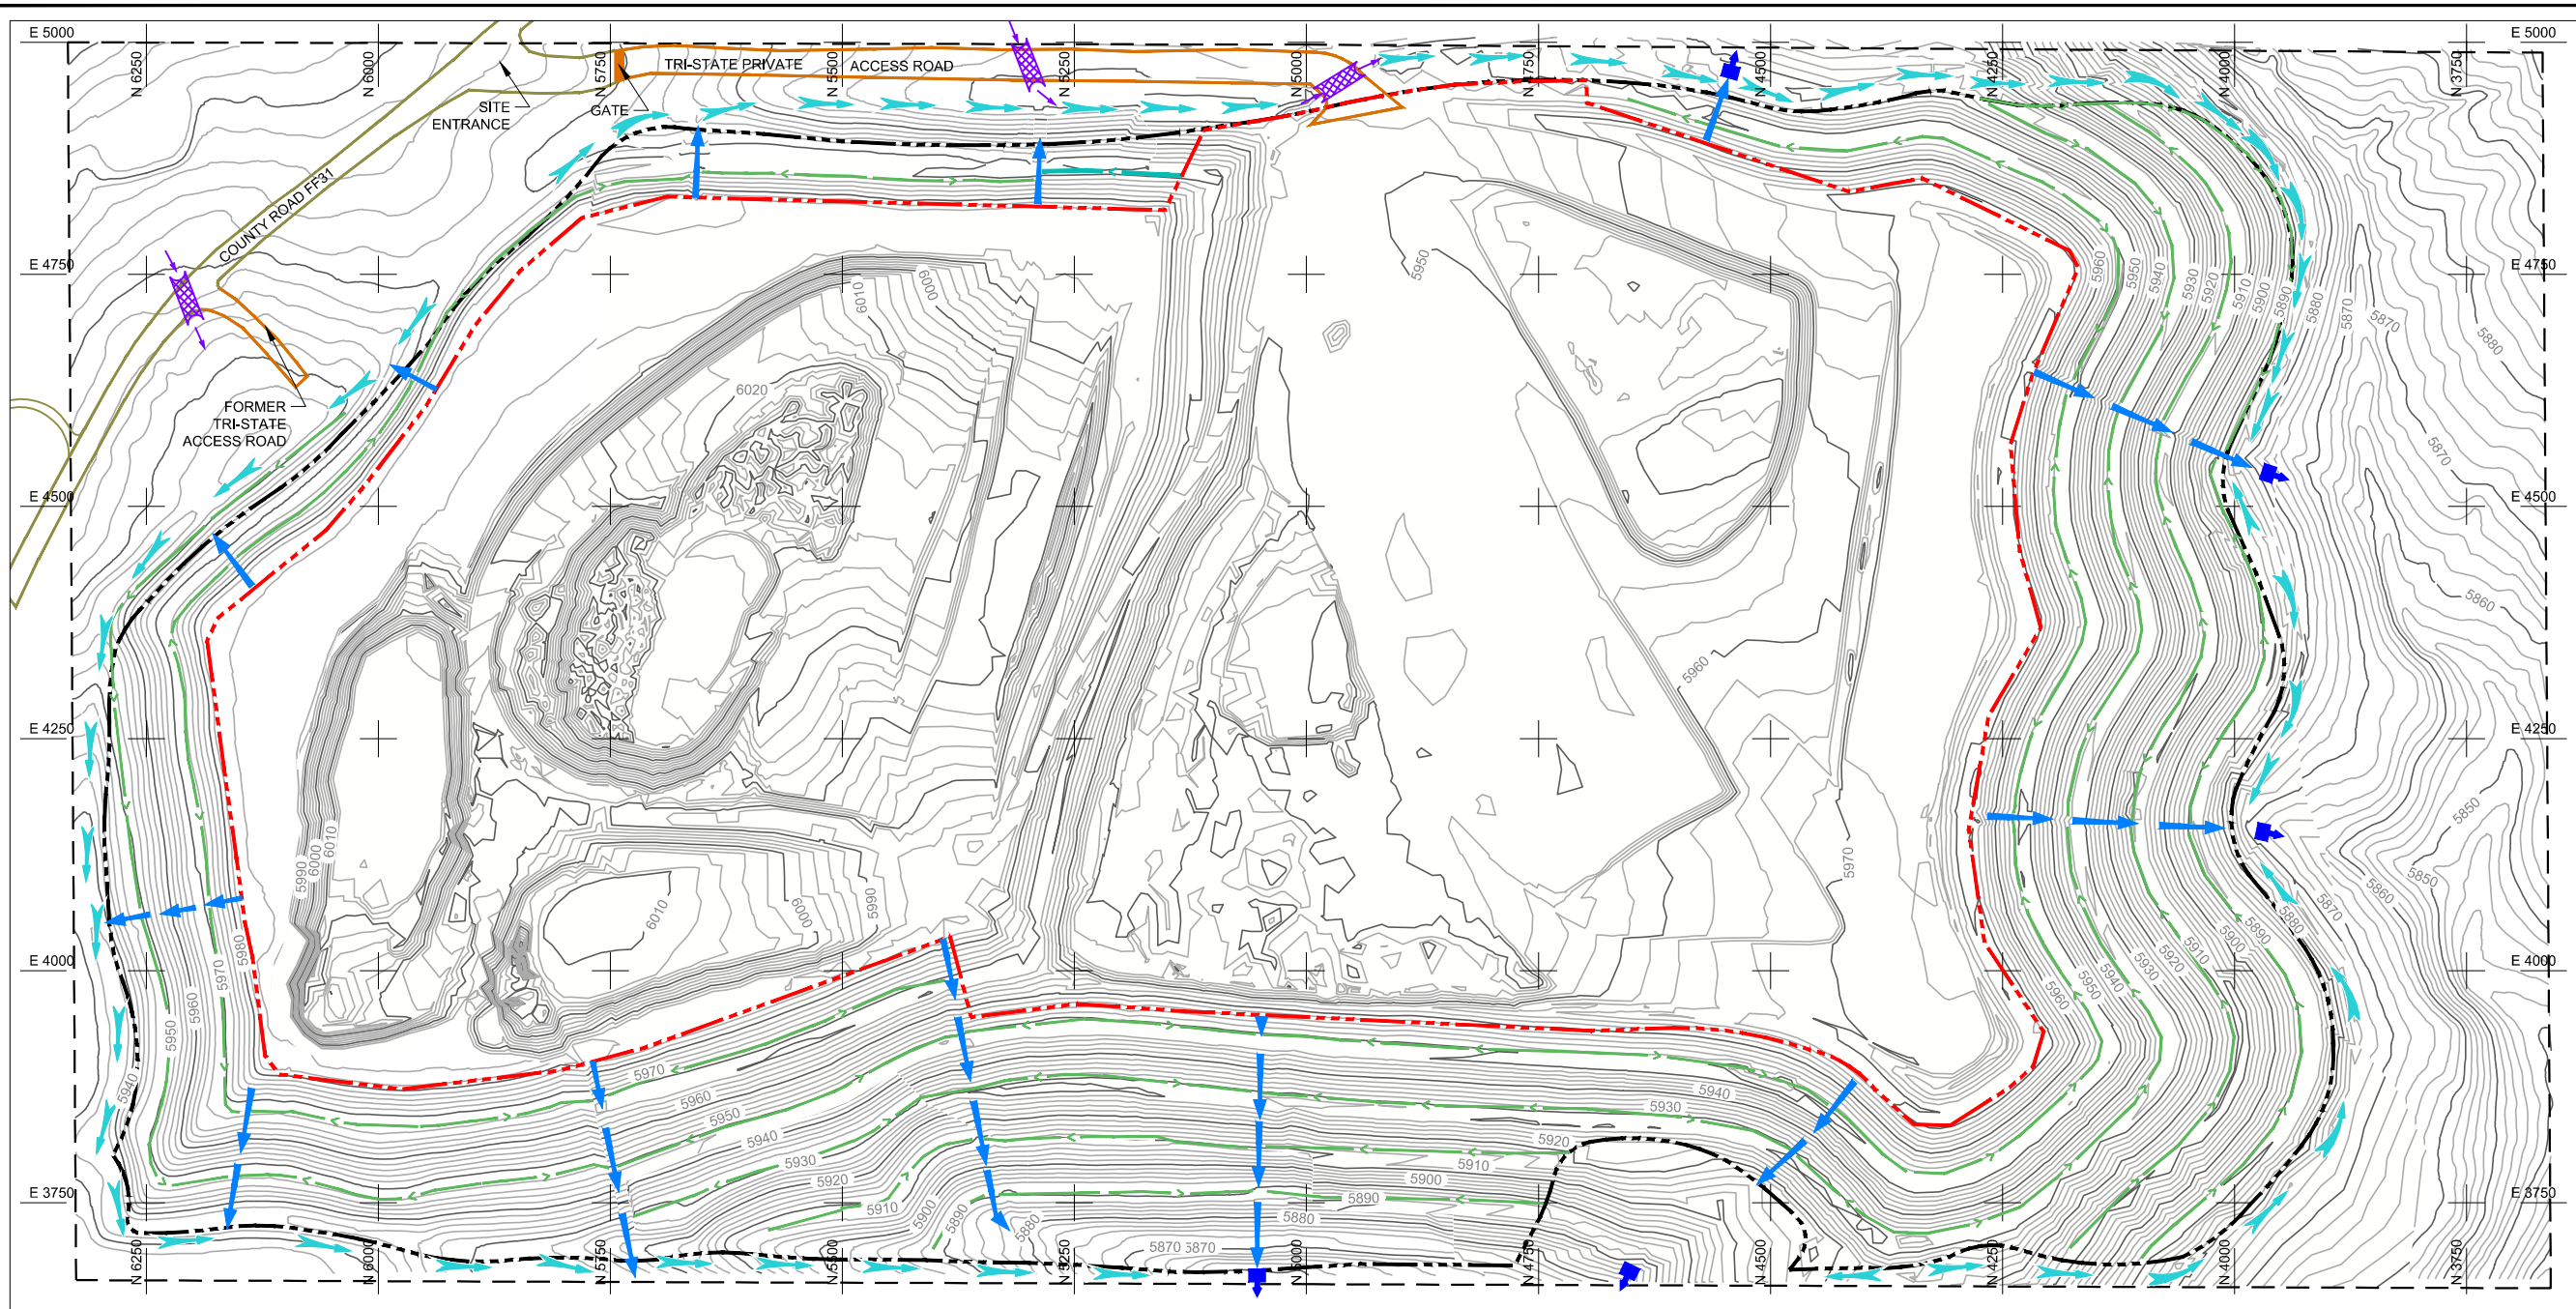 E 5000
N 6250
N 6000
N 5750
N 5500
N 5250
N 5000
N 4750
N 4500
N 4250
N 4000
N 3750
E 5000
TRI-STATE PRIVATE ACCESS ROAD
SITE
ENTRANCE
GATE
COUNTY ROAD FF31
FORMER
TRI-STATE
ACCESS ROAD
E 4750
E 4750
6010
6000
6020
5950
5960
5950
5940
5930
5920
5910
5900
5890
5880
5870
5870
5880
E 4500
E 4500
5870
5860
5960
E 4250
E 4250
5850
5850
5860
5870
5880
5990
6000
6010
6010
6000
5990
5970
5980
5970
5960
5950
5940
E 4000
E 4000
5890
5900
5910
5920
5930
5940
5950
5960
5970
5960
5950
5940
5930
5920
5910
5900
5890
5880
5940
5930
5920
5910
5900
5890
5880
5870
5870
E 3750
E 3750
N 6250
N 6000
N 5750
N 5500
N 5250
N 5000
N 4750
N 4500
N 4250
N 4000
N 3750